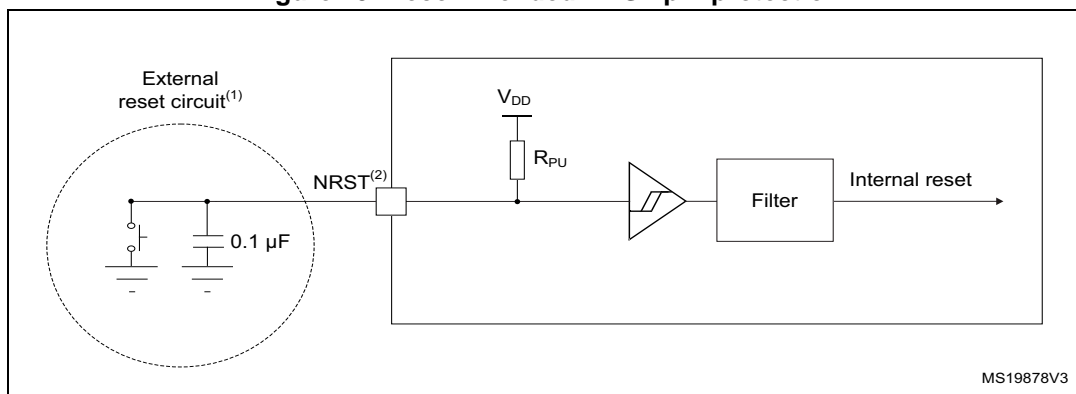 External
reset circuit(1)
VDD
RPU
NRST(2)
0.1 µF
Filter
Internal reset
MS19878V3